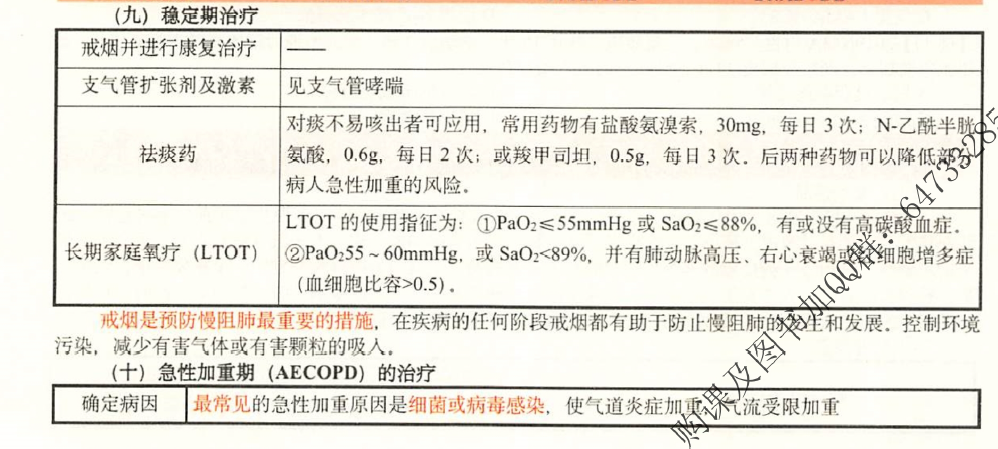 （九）稳定期治疗
戒烟并进行康复治疗 ——
支气管扩张剂及激素 见支气管哮喘
祛痰药 对痰不易咳出者可应用，常用药物有盐酸氨溴索，30mg，每日 3 次；N-乙酰半胱
氨酸，0.6g，每日 2 次；或羧甲司坦，0.5g，每日 3 次。后两种药物可以降低部分
病人急性加重的风险。
长期家庭氧疗（LTOT） LTOT 的使用指征为：①PaO₂≤55mmHg 或 SaO₂≤88%，有或没有高碳酸血症。
②PaO₂55～60mmHg，或 SaO₂<89%，并有肺动脉高压、右心衰竭或红细胞增多症
（血细胞比容>0.5）。
戒烟是预防慢阻肺最重要的措施，在疾病的任何阶段戒烟都有助于防止慢阻肺的发生和发展。控制环境
污染，减少有害气体或有害颗粒的吸入。
（十）急性加重期（AECOPD）的治疗
确定病因 最常见的急性加重原因是细菌或病毒感染，使气道炎症加重，气流受限加重
购课及图书加QQ群：64733285